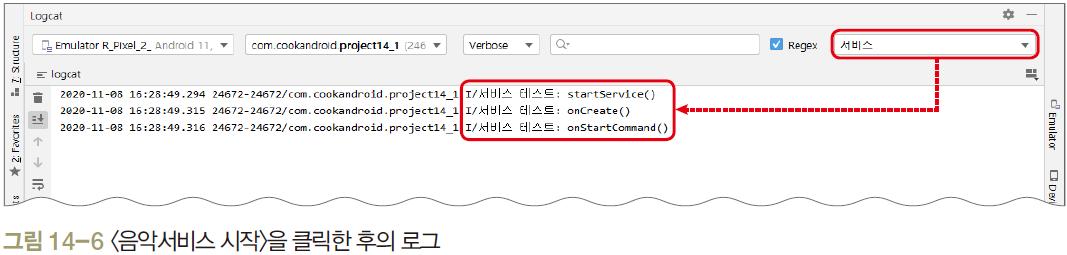 Logcat
Emulator R_Pixel_2_ Android 11,
com.cookandroid.project14_1 (246
Verbose
Regex
서비스
7: Structure
logcat
2020-11-08 16:28:49.294 24672-24672/com.cookandroid.project14_1 I/서비스 테스트: startService()
2020-11-08 16:28:49.315 24672-24672/com.cookandroid.project14_1 I/서비스 테스트: onCreate()
2020-11-08 16:28:49.316 24672-24672/com.cookandroid.project14_1 I/서비스 테스트: onStartCommand()
2: Favorites
Emulator
그림 14-6 <음악서비스 시작>을 클릭한 후의 로그